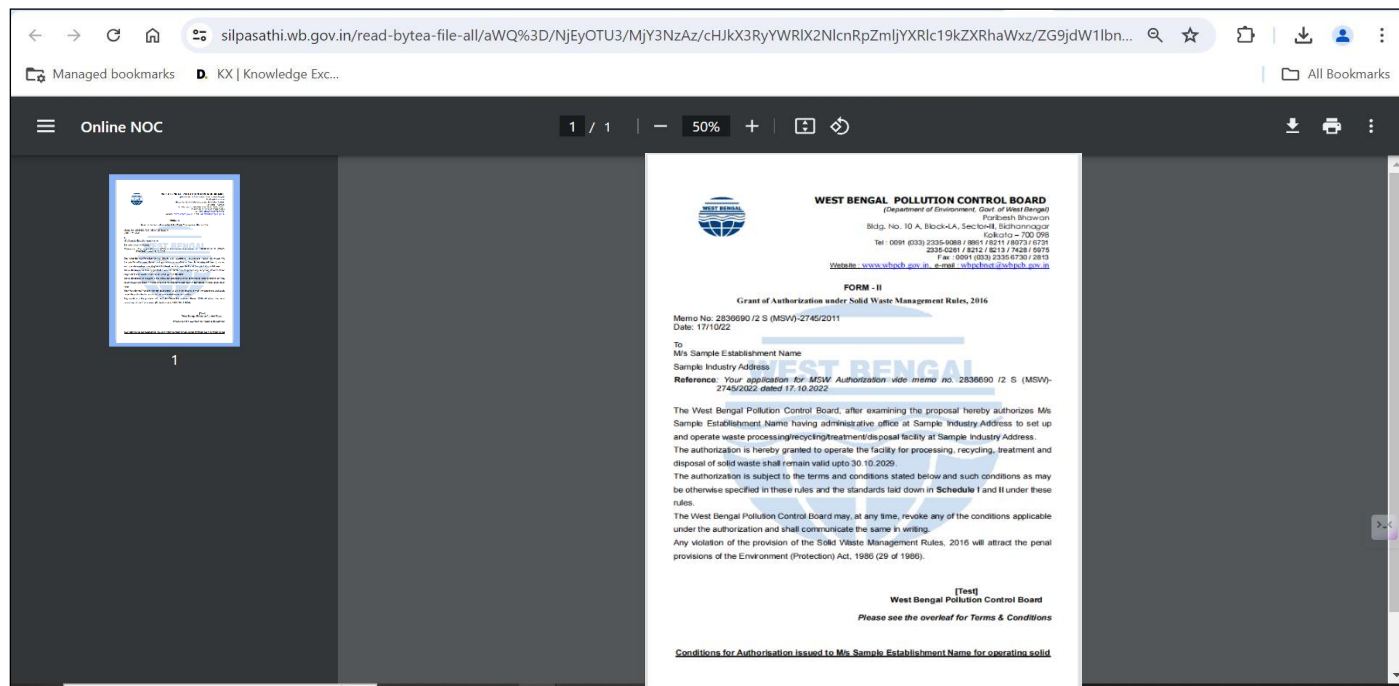 silpasathi.wb.gov.in/read-bytea-file-all/aWQ%3D/NjEyOTU3/MjY3NzAz/cHJkX3RyYWRlX2NlcnRpZmljYXRlc19kZXRhaWxz/ZG9jdW1lbn...
Managed bookmarks D. KX | Knowledge Exc... All Bookmarks
Online NOC 1 / 1 50%
1
WEST BENGAL
WEST BENGAL POLLUTION CONTROL BOARD
(Department of Environment, Govt. of West Bengal)
Paribesh Bhawan
Bldg. No. 10 A, Block-LA, Sector-III, Bidhannagar
Kolkata – 700 098
Tel : 0091 (033) 2335-9088 / 8861 / 8211 / 8073 / 6731
2335-0261 / 8212 / 8213 / 7428 / 5975
Fax : 0091 (033) 2335 6730 / 2813
Website : www.wbpcb.gov.in, e-mail : wbpcbnet@wbpcb.gov.in
FORM - II
Grant of Authorization under Solid Waste Management Rules, 2016
Memo No: 2836690 /2 S (MSW)-2745/2011
Date: 17/10/22
To
M/s Sample Establishment Name
Sample Industry Address
WEST BENGAL
Reference: Your application for MSW Authorization vide memo no. 2836690 /2 S (MSW)-
2745/2022 dated 17.10.2022
The West Bengal Pollution Control Board, after examining the proposal hereby authorizes M/s
Sample Establishment Name having administrative office at Sample Industry Address to set up
and operate waste processing/recycling/treatment/disposal facility at Sample Industry Address.
The authorization is hereby granted to operate the facility for processing, recycling, treatment and
disposal of solid waste shall remain valid upto 30.10.2029.
The authorization is subject to the terms and conditions stated below and such conditions as may
be otherwise specified in these rules and the standards laid down in Schedule I and II under these
rules.
The West Bengal Pollution Control Board may, at any time, revoke any of the conditions applicable
under the authorization and shall communicate the same in writing.
Any violation of the provision of the Solid Waste Management Rules, 2016 will attract the penal
provisions of the Environment (Protection) Act, 1986 (29 of 1986).
[Test]
West Bengal Pollution Control Board
Please see the overleaf for Terms & Conditions
Conditions for Authorisation issued to M/s Sample Establishment Name for operating solid